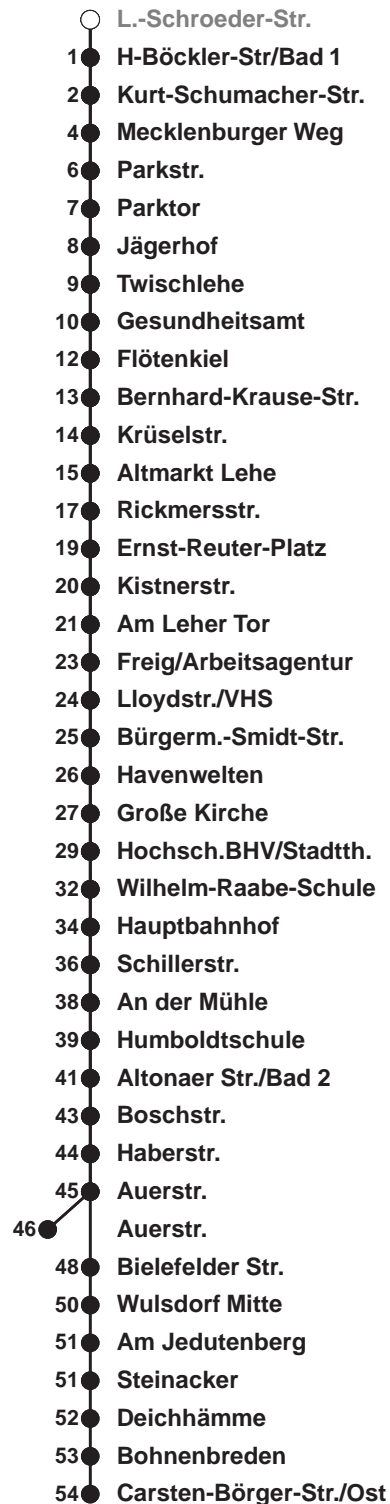 L.-Schroeder-Str.
1 H-Böckler-Str/Bad 1
2 Kurt-Schumacher-Str.
4 Mecklenburger Weg
6 Parkstr.
7 Parktor
8 Jägerhof
9 Twischlehe
10 Gesundheitsamt
12 Flötenkiel
13 Bernhard-Krause-Str.
14 Krüselstr.
15 Altmarkt Lehe
17 Rickmersstr.
19 Ernst-Reuter-Platz
20 Kistnerstr.
21 Am Leher Tor
23 Freig/Arbeitsagentur
24 Lloydstr./VHS
25 Bürgerm.-Smidt-Str.
26 Havenwelten
27 Große Kirche
29 Hochsch.BHV/Stadtth.
32 Wilhelm-Raabe-Schule
34 Hauptbahnhof
36 Schillerstr.
38 An der Mühle
39 Humboldtschule
41 Altonaer Str./Bad 2
43 Boschstr.
44 Haberstr.
45 Auerstr.
46 Auerstr.
48 Bielefelder Str.
50 Wulsdorf Mitte
51 Am Jedutenberg
51 Steinacker
52 Deichhämme
53 Bohnenbreden
54 Carsten-Börger-Str./Ost